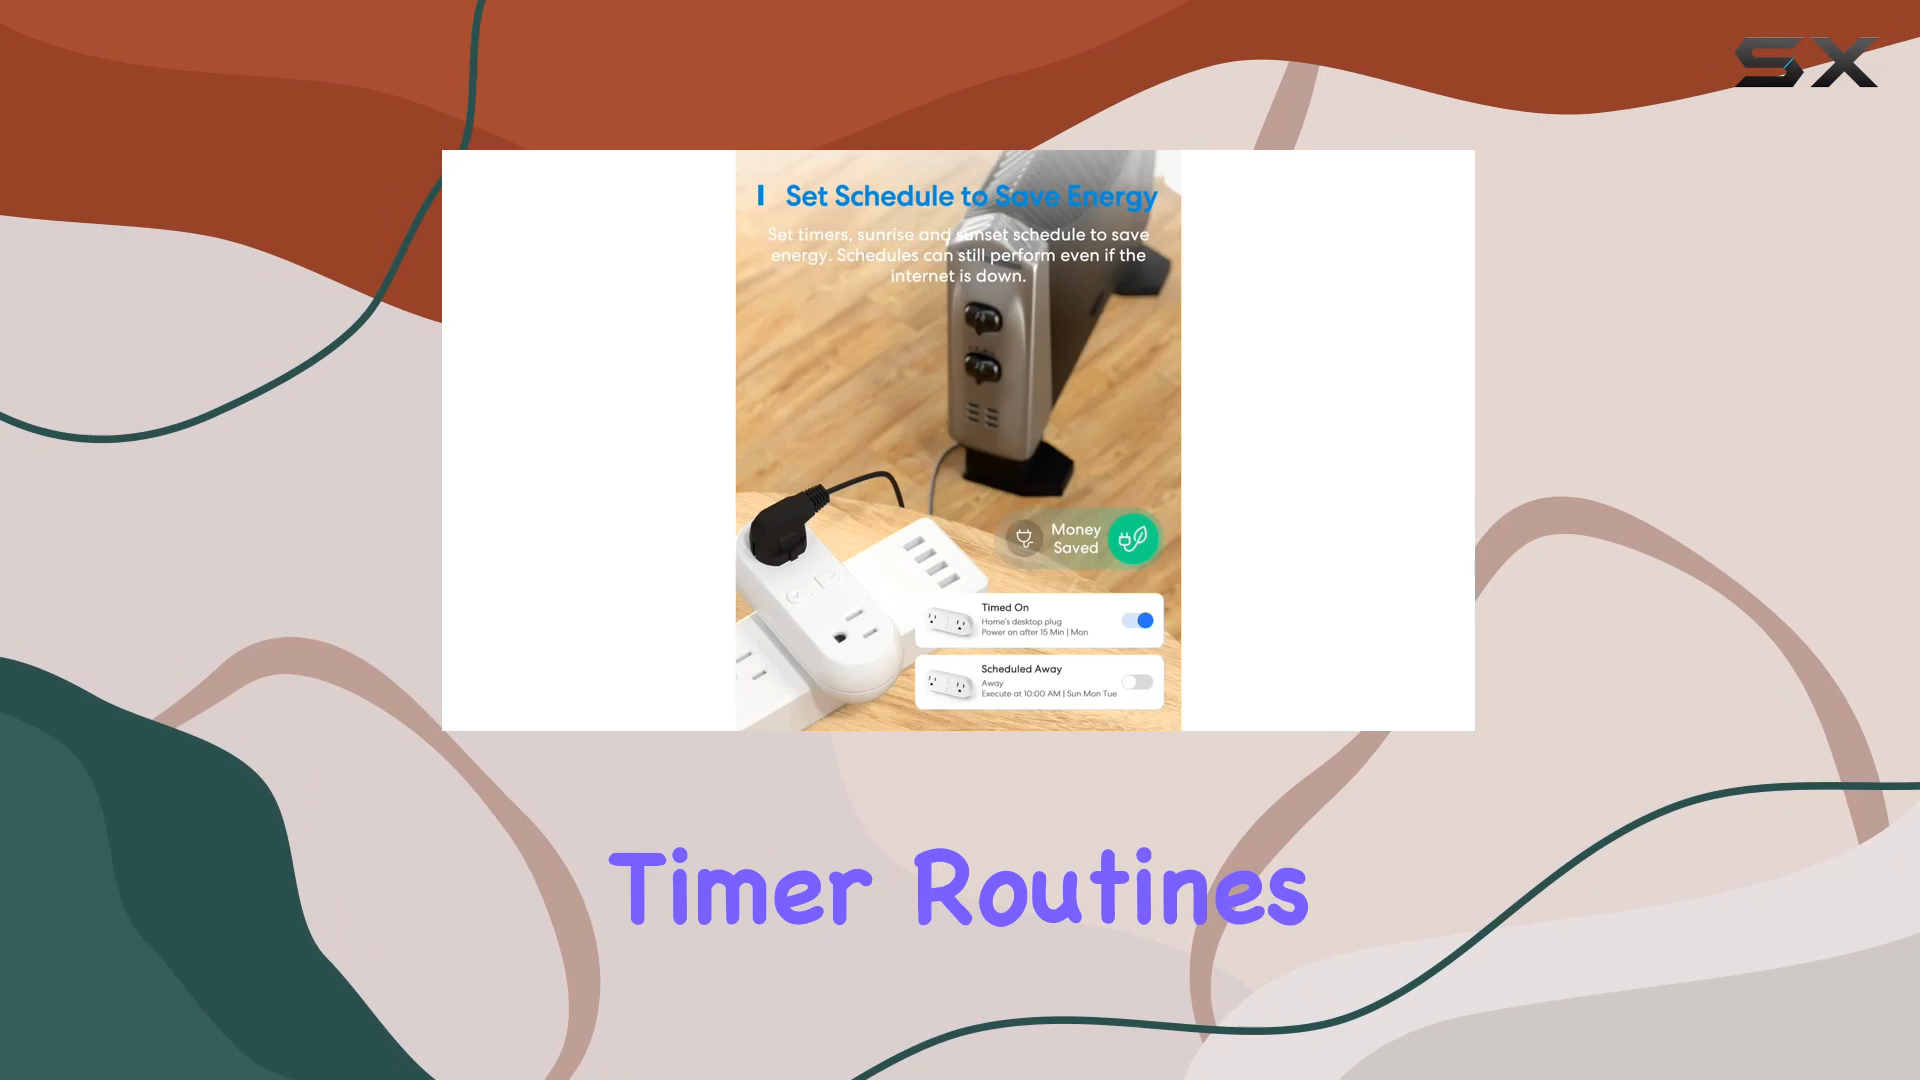 SX
Set Schedule to Save Energy
Set timers, sunrise and sunset schedule to save
energy. Schedules can still perform even if the
internet is down.
Money
Saved
Timed On
Home's desktop plug
Power on after 15 Min | Mon
Scheduled Away
Away
Execute at 10:00 AM | Sun Mon Tue
Timer Routines